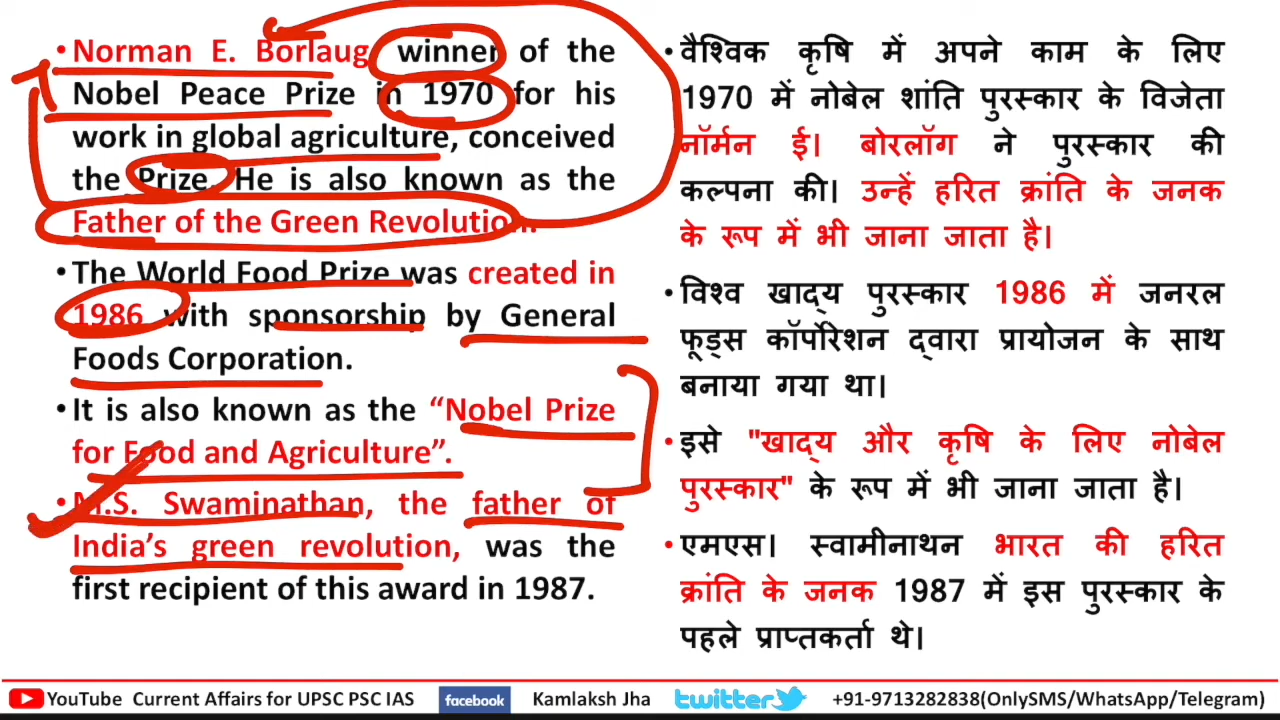 • Norman E. Borlaug winner of the
Nobel Peace Prize in 1970 for his
work in global agriculture, conceived
the Prize. He is also known as the
Father of the Green Revolution.
• The World Food Prize was created in
1986 with sponsorship by General
Foods Corporation.
• It is also known as the “Nobel Prize
for Food and Agriculture”.
• M.S. Swaminathan, the father of
India’s green revolution, was the
first recipient of this award in 1987.
• वैश्विक कृषि में अपने काम के लिए
1970 में नोबेल शांति पुरस्कार के विजेता
नॉर्मन ई। बोरलॉग ने पुरस्कार की
कल्पना की। उन्हें हरित क्रांति के जनक
के रूप में भी जाना जाता है।
• विश्व खाद्य पुरस्कार 1986 में जनरल
फूड्स कॉर्पोरेशन द्वारा प्रायोजन के साथ
बनाया गया था।
• इसे "खाद्य और कृषि के लिए नोबेल
पुरस्कार" के रूप में भी जाना जाता है।
• एमएस। स्वामीनाथन भारत की हरित
क्रांति के जनक 1987 में इस पुरस्कार के
पहले प्राप्तकर्ता थे।
YouTube Current Affairs for UPSC PSC IAS facebook Kamlaksh Jha twitter +91-9713282838(OnlySMS/WhatsApp/Telegram)